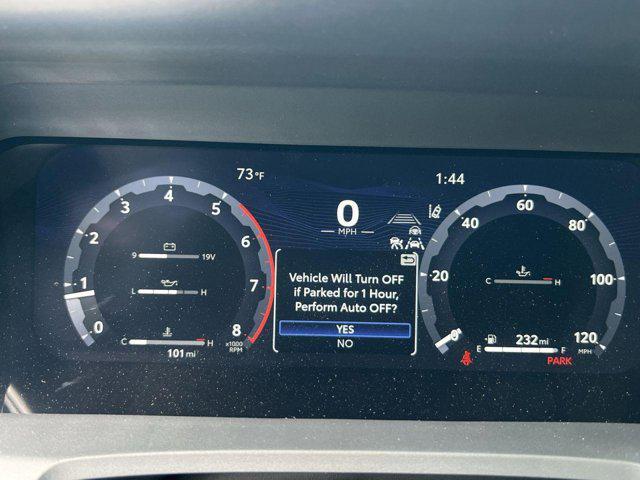 73°F
1:44
0
MPH
0
1
2
3
4
5
6
7
8
x1000
RPM
9 19V
L H
C H
101 mi
Vehicle Will Turn OFF
if Parked for 1 Hour,
Perform Auto OFF?
YES
NO
0
20
40
60
80
100
120
MPH
C H
232 mi
E F
PARK